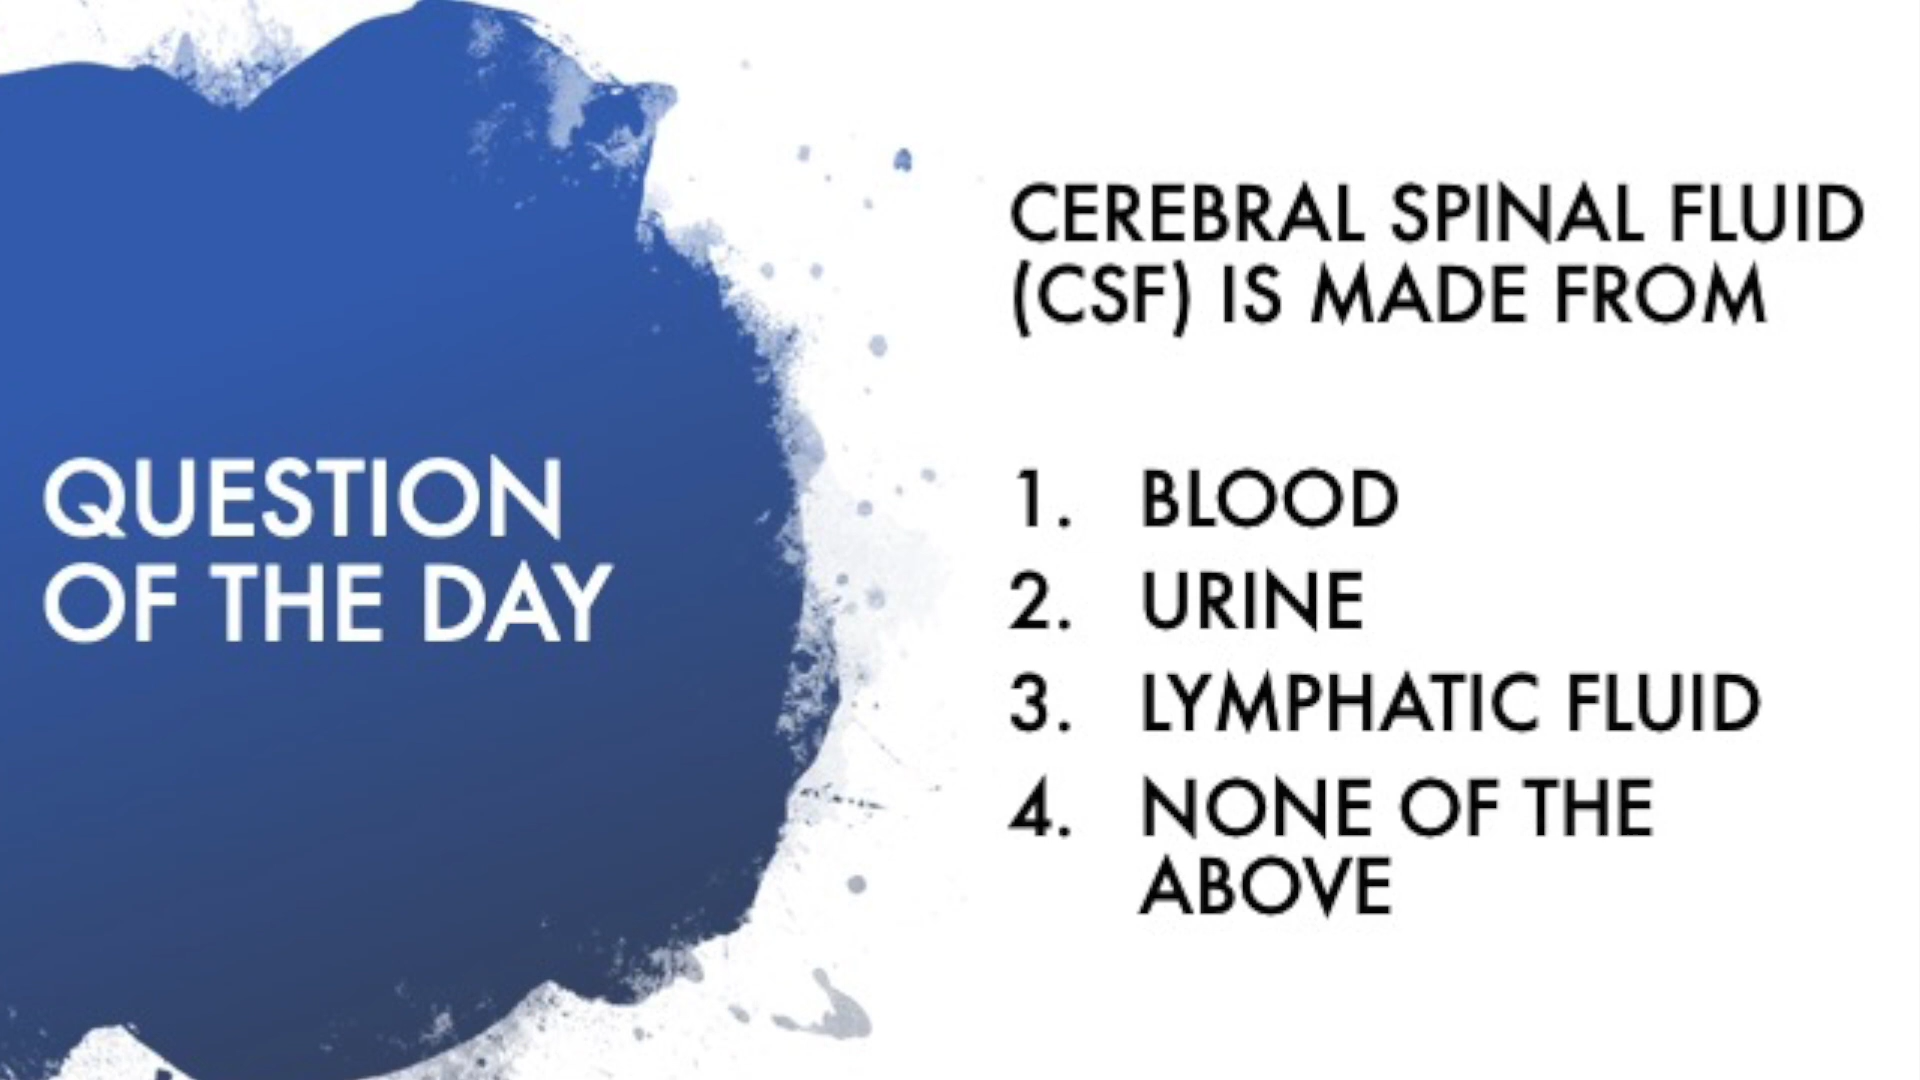 QUESTION
OF THE DAY
CEREBRAL SPINAL FLUID
(CSF) IS MADE FROM
1. BLOOD
2. URINE
3. LYMPHATIC FLUID
4. NONE OF THE
ABOVE